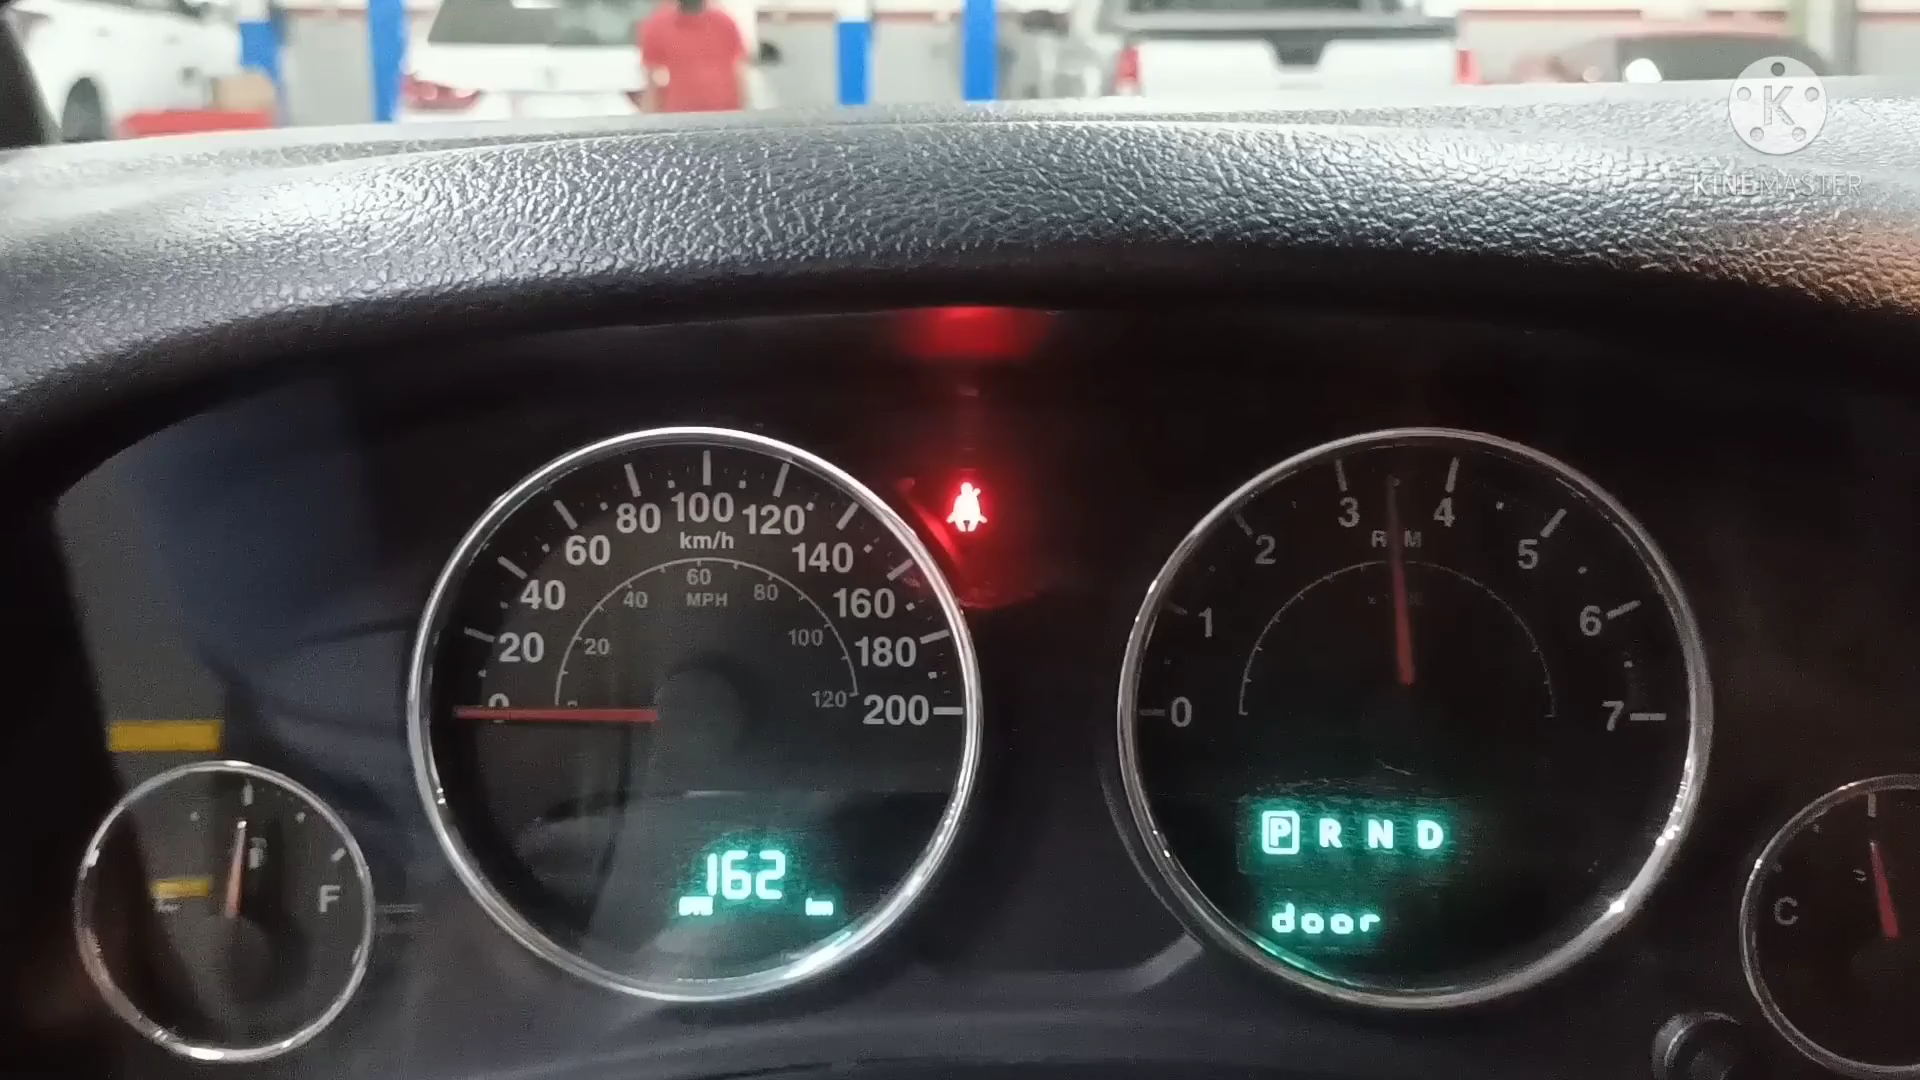 K
KINEMASTER
80 100 120
60 km/h 140
40 160
20 180
0 200
60
40 MPH 80
20 100
120
3 4
2 RPM 5
1 6
0 7
162
km
P R N D
door
F
C